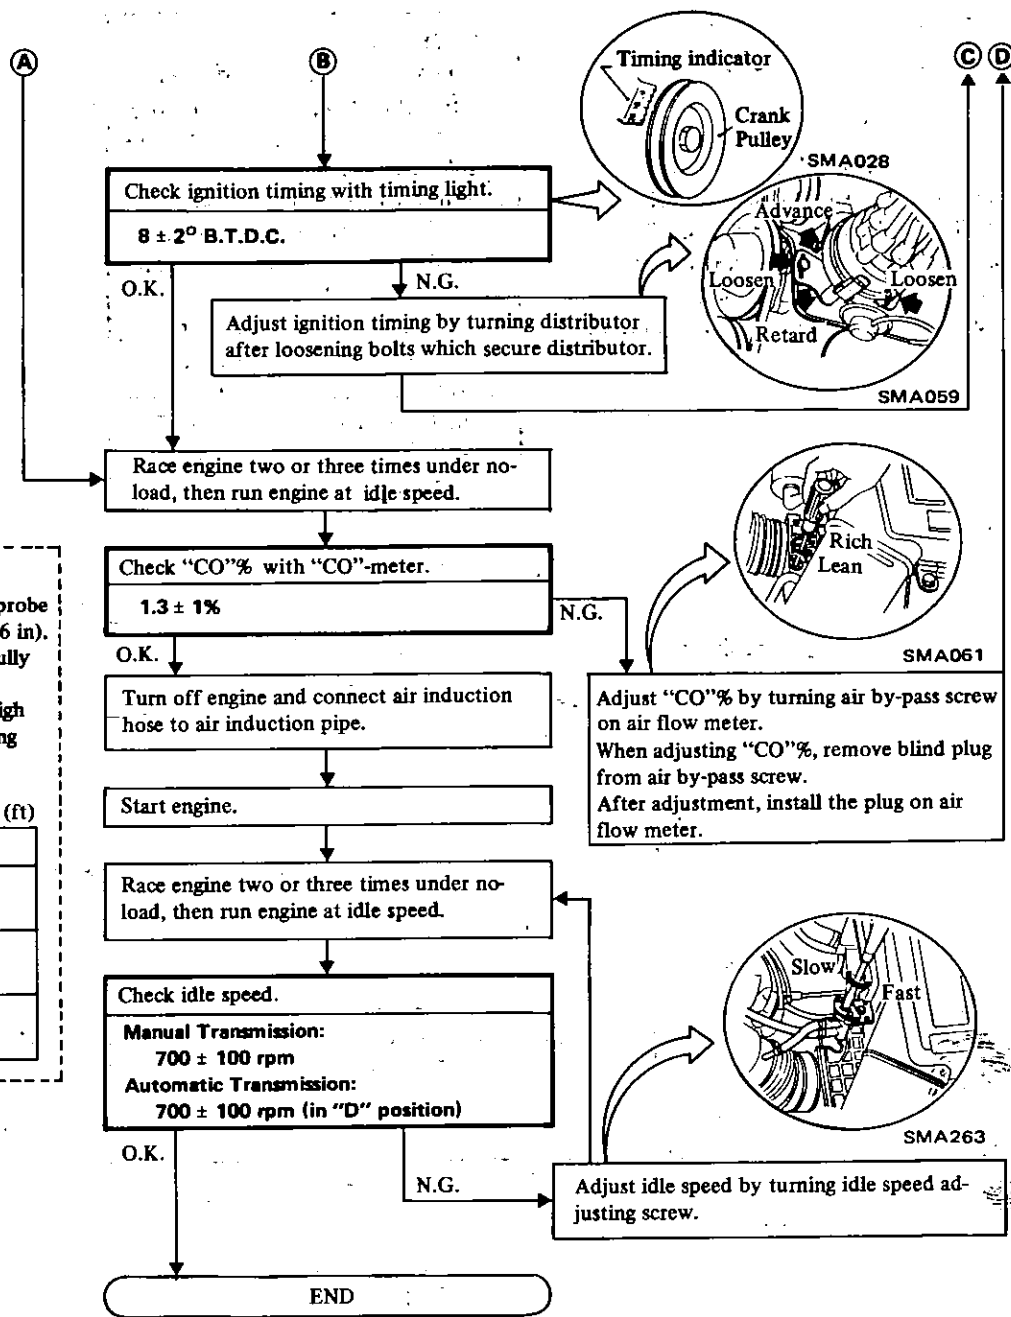 A
B
C D
Timing indicator
Crank
Pulley
SMA028
Check ignition timing with timing light.
8 ± 2° B.T.D.C.
O.K.
N.G.
Advance
Loosen
Loosen
Retard
SMA059
Adjust ignition timing by turning distributor
after loosening bolts which secure distributor.
Race engine two or three times under no-
load, then run engine at idle speed.
Rich
Lean
SMA061
Check "CO"% with "CO"-meter.
1.3 ± 1%
N.G.
O.K.
probe
6 in).
ully
igh
ng
(ft)
Turn off engine and connect air induction
hose to air induction pipe.
Adjust "CO"% by turning air by-pass screw
on air flow meter.
When adjusting "CO"%, remove blind plug
from air by-pass screw.
After adjustment, install the plug on air
flow meter.
Start engine.
Race engine two or three times under no-
load, then run engine at idle speed.
Slow
Fast
SMA263
Check idle speed.
Manual Transmission:
700 ± 100 rpm
Automatic Transmission:
700 ± 100 rpm (in "D" position)
O.K.
N.G.
Adjust idle speed by turning idle speed ad-
justing screw.
END